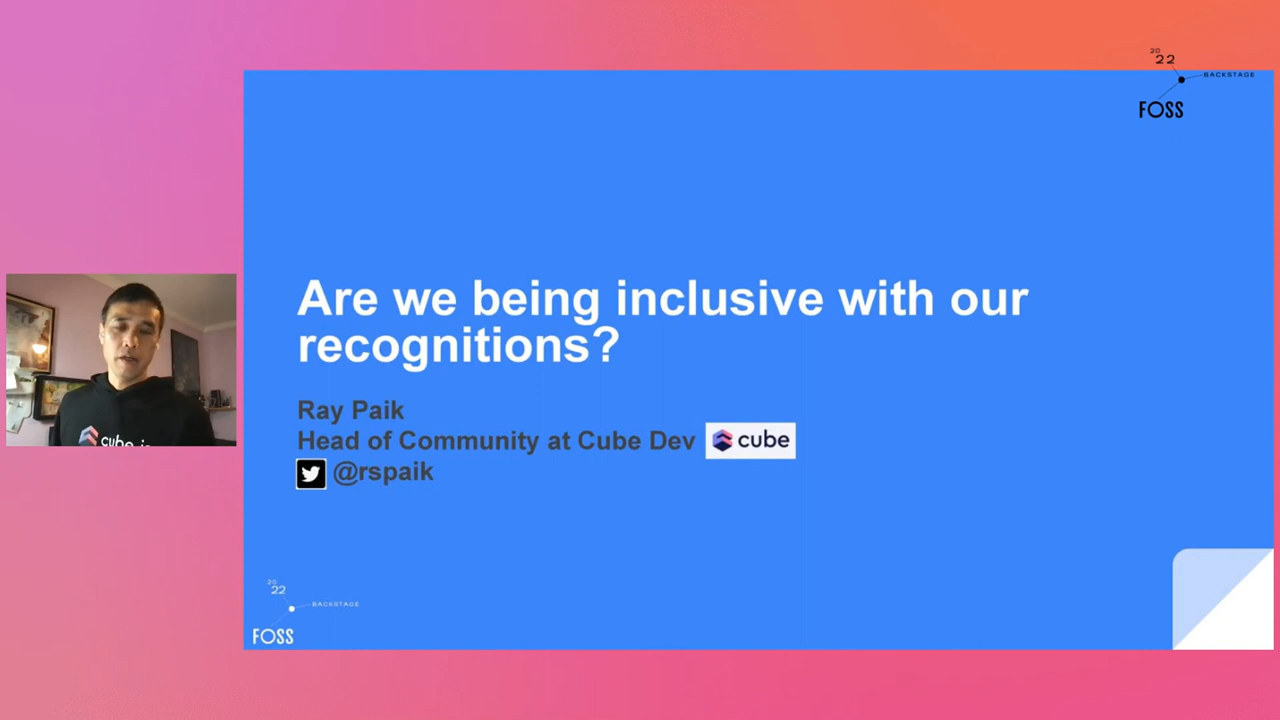 20
22
BACKSTAGE
FOSS
Are we being inclusive with our
recognitions?
Ray Paik
Head of Community at Cube Dev cube
@rspaik
cube
20
22
BACKSTAGE
FOSS